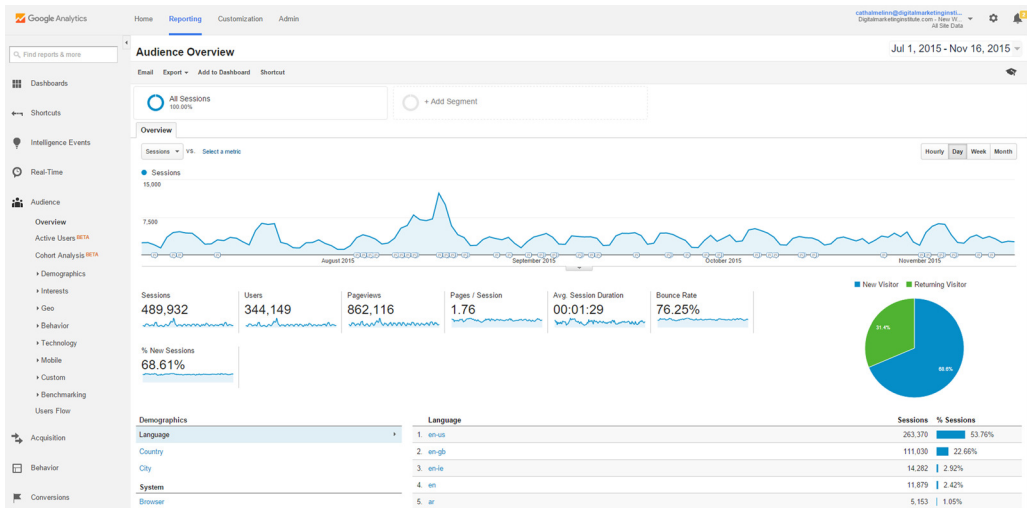 Google Analytics
Home Reporting Customization Admin
cathalmelinn@digitalmarketinginsti...
Digitalmarketinginstitute.com - New W...
All Site Data
Find reports & more
Audience Overview
Jul 1, 2015 - Nov 16, 2015
Email Export Add to Dashboard Shortcut
Dashboards
Shortcuts
Intelligence Events
Real-Time
Audience
Overview
Active Users BETA
Cohort Analysis BETA
Demographics
Interests
Geo
Behavior
Technology
Mobile
Custom
Benchmarking
Users Flow
Acquisition
Behavior
Conversions
All Sessions
100.00%
+ Add Segment
Overview
Sessions VS. Select a metric
Hourly Day Week Month
Sessions
15,000
7,500
August 2015 September 2015 October 2015 November 2015
New Visitor Returning Visitor
Sessions
489,932
Users
344,149
Pageviews
862,116
Pages / Session
1.76
Avg. Session Duration
00:01:29
Bounce Rate
76.25%
% New Sessions
68.61%
31.4%
68.6%
Demographics
Language
Country
City
System
Browser
Language Sessions % Sessions
1. en-us 263,370 53.76%
2. en-gb 111,030 22.66%
3. en-ie 14,282 2.92%
4. en 11,879 2.42%
5. ar 5,153 1.05%